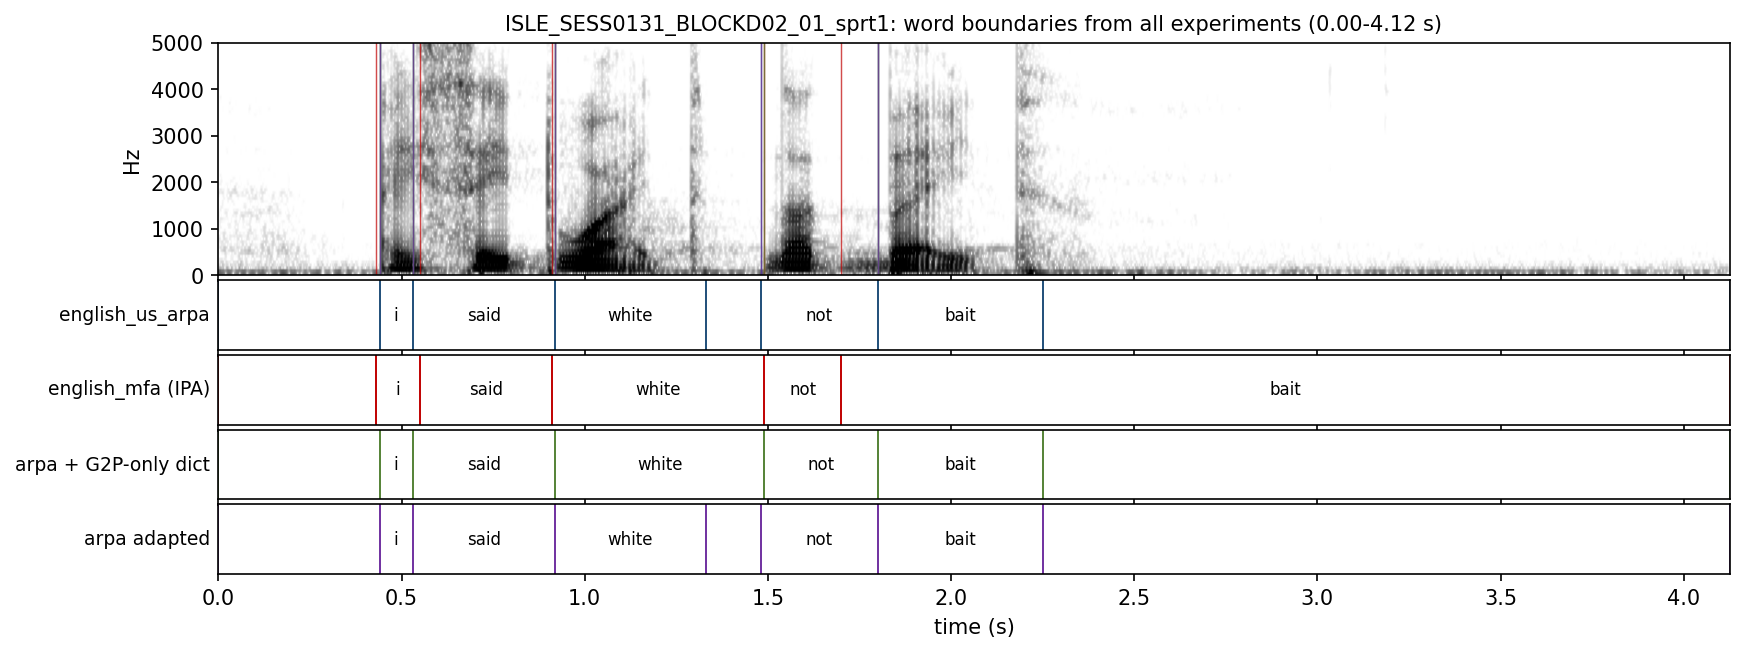 ISLE_SESS0131_BLOCKD02_01_sprt1: word boundaries from all experiments (0.00-4.12 s)
5000
4000
3000
2000
1000
0
Hz
english_us_arpa i said white not bait
english_mfa (IPA) i said white not bait
arpa + G2P-only dict i said white not bait
arpa adapted i said white not bait
0.0 0.5 1.0 1.5 2.0 2.5 3.0 3.5 4.0
time (s)